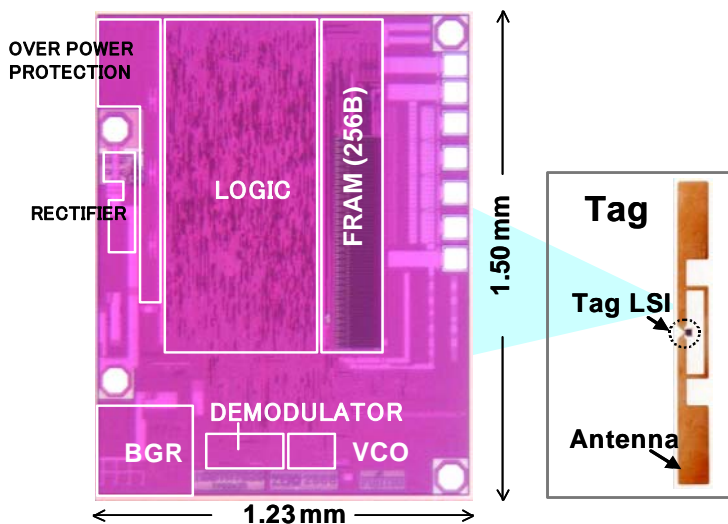 OVER POWER
PROTECTION
RECTIFIER
LOGIC
FRAM (256B)
DEMODULATOR
BGR
VCO
1.50 mm
1.23 mm
Tag
Tag LSI
Antenna